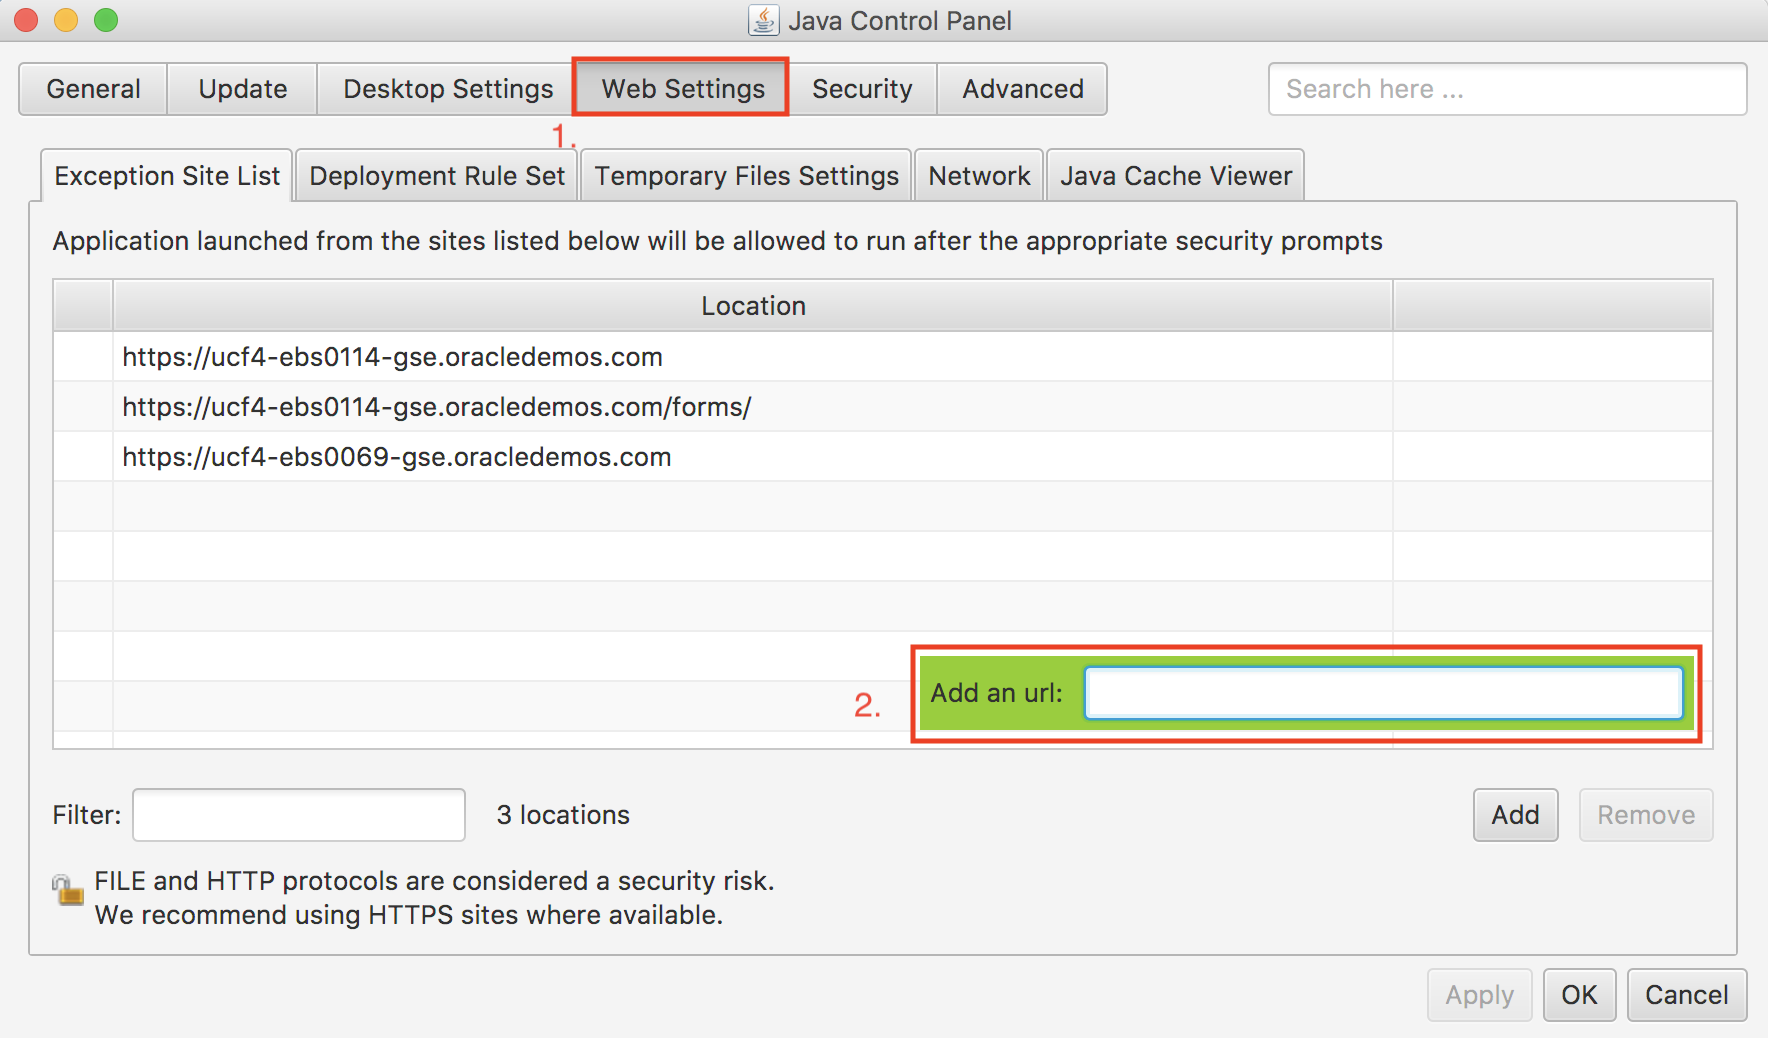 Java Control Panel
General Update Desktop Settings Web Settings Security Advanced Search here ...
1.
Exception Site List Deployment Rule Set Temporary Files Settings Network Java Cache Viewer
Application launched from the sites listed below will be allowed to run after the appropriate security prompts
Location
https://ucf4-ebs0114-gse.oracledemos.com
https://ucf4-ebs0114-gse.oracledemos.com/forms/
https://ucf4-ebs0069-gse.oracledemos.com
2. Add an url:
Filter: 3 locations Add Remove
FILE and HTTP protocols are considered a security risk.
We recommend using HTTPS sites where available.
Apply OK Cancel